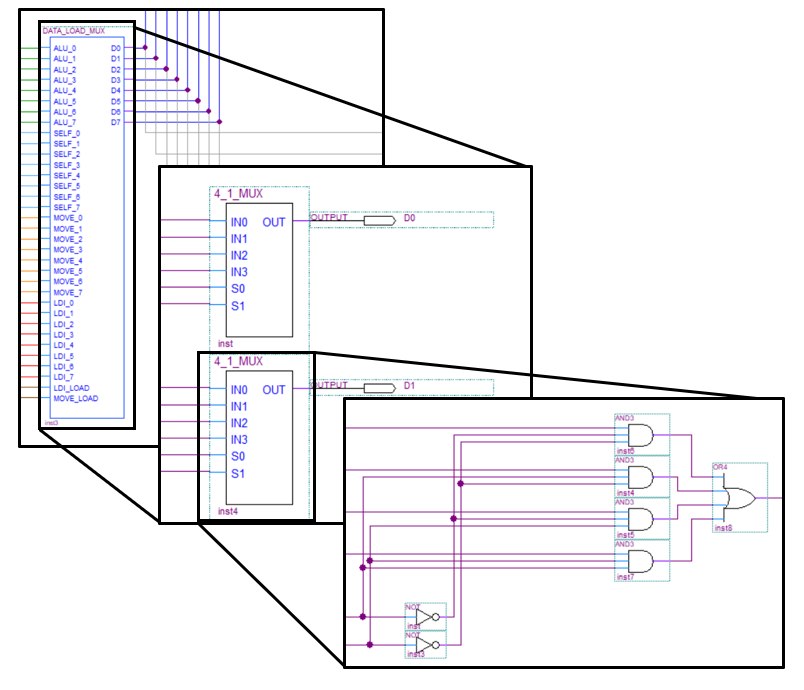 DATA_LOAD_MUX
ALU_0 D0
ALU_1 D1
ALU_2 D2
ALU_3 D3
ALU_4 D4
ALU_5 D5
ALU_6 D6
ALU_7 D7
SELF_0
SELF_1
SELF_2
SELF_3
SELF_4
SELF_5
SELF_6
SELF_7
MOVE_0
MOVE_1
MOVE_2
MOVE_3
MOVE_4
MOVE_5
MOVE_6
MOVE_7
LDI_0
LDI_1
LDI_2
LDI_3
LDI_4
LDI_5
LDI_6
LDI_7
LDI_LOAD
MOVE_LOAD
inst3
4_1_MUX
IN0 OUT OUTPUT D0
IN1
IN2
IN3
S0
S1
inst
4_1_MUX
IN0 OUT OUTPUT D1
IN1
IN2
IN3
S0
S1
inst4
AND3
inst6
AND3
inst4
AND3
inst5
AND3
inst7
OR4
inst8
NOT
inst
NOT
inst3